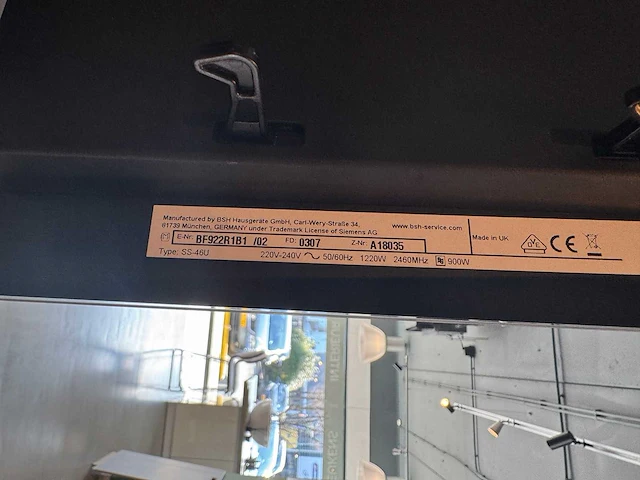 Manufactured by BSH Hausgeräte GmbH, Carl-Wery-Straße 34,
81739 München, GERMANY under Trademark License of Siemens AG
www.bsh-service.com
E-Nr: BF922R1B1 /02 FD: 0307 Z-Nr: A18035
Type: SS-46U 220V-240V 50/60Hz 1220W 2460MHz 900W
Made in UK
OVE CE